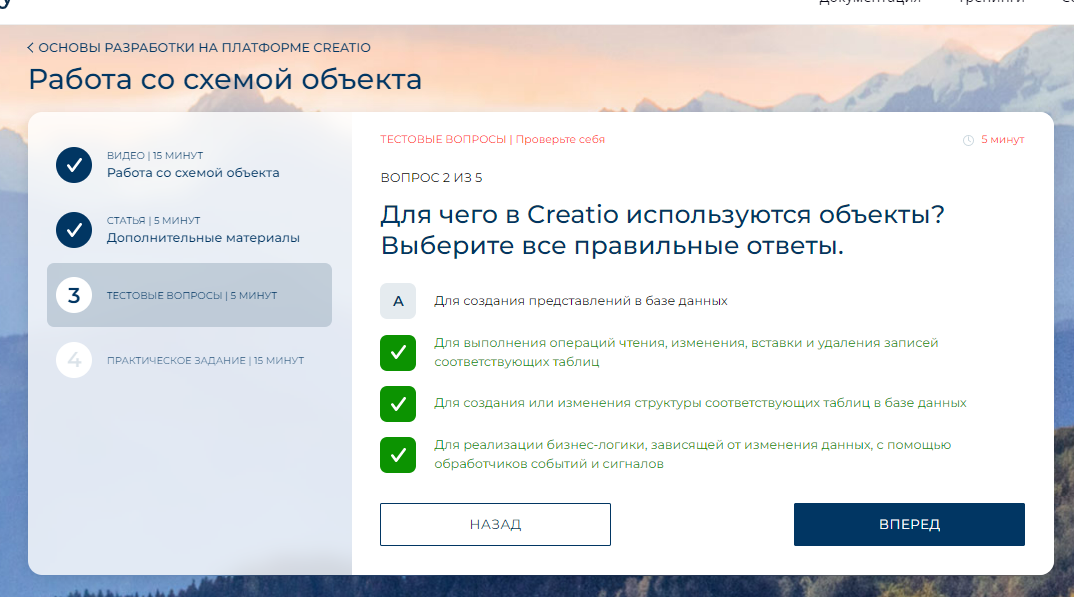 ОСНОВЫ РАЗРАБОТКИ НА ПЛАТФОРМЕ CREATIO
Работа со схемой объекта
ВИДЕО | 15 МИНУТ
Работа со схемой объекта
СТАТЬЯ | 5 МИНУТ
Дополнительные материалы
3
ТЕСТОВЫЕ ВОПРОСЫ | 5 МИНУТ
4
ПРАКТИЧЕСКОЕ ЗАДАНИЕ | 15 МИНУТ
ТЕСТОВЫЕ ВОПРОСЫ | Проверьте себя
5 минут
ВОПРОС 2 ИЗ 5
Для чего в Creatio используются объекты?
Выберите все правильные ответы.
A
Для создания представлений в базе данных
Для выполнения операций чтения, изменения, вставки и удаления записей
соответствующих таблиц
Для создания или изменения структуры соответствующих таблиц в базе данных
Для реализации бизнес-логики, зависящей от изменения данных, с помощью
обработчиков событий и сигналов
НАЗАД
ВПЕРЕД